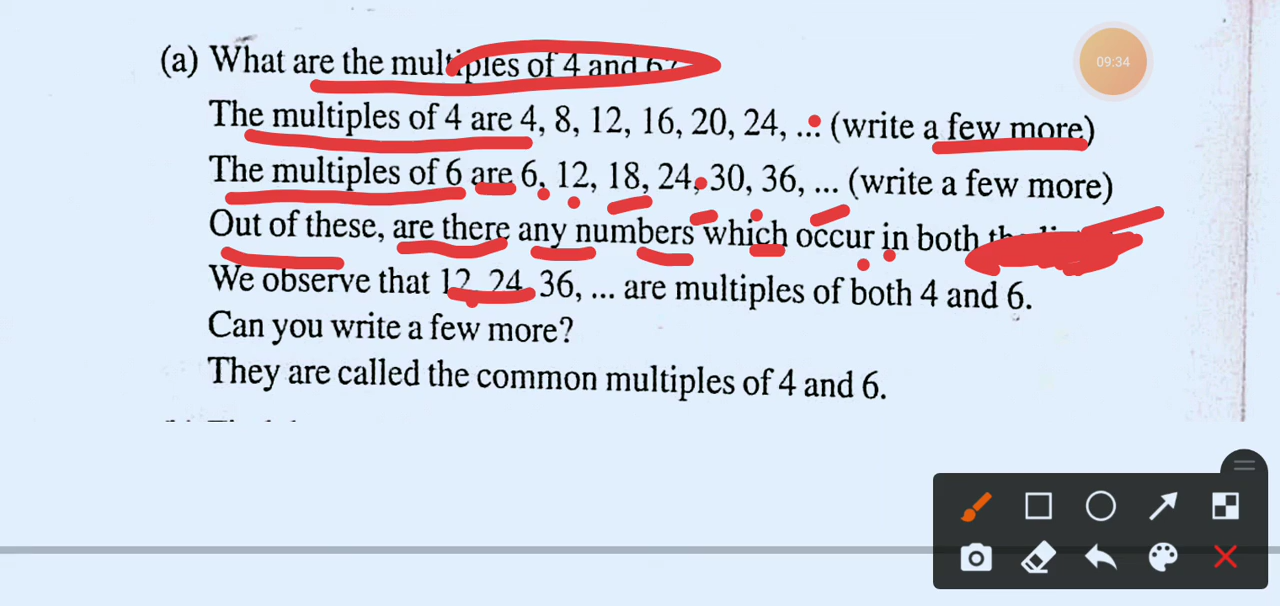 09:34
(a) What are the multiples of 4 and 6?
The multiples of 4 are 4, 8, 12, 16, 20, 24, ... (write a few more)
The multiples of 6 are 6, 12, 18, 24, 30, 36, ... (write a few more)
Out of these, are there any numbers which occur in both
We observe that 12, 24, 36, ... are multiples of both 4 and 6.
Can you write a few more?
They are called the common multiples of 4 and 6.